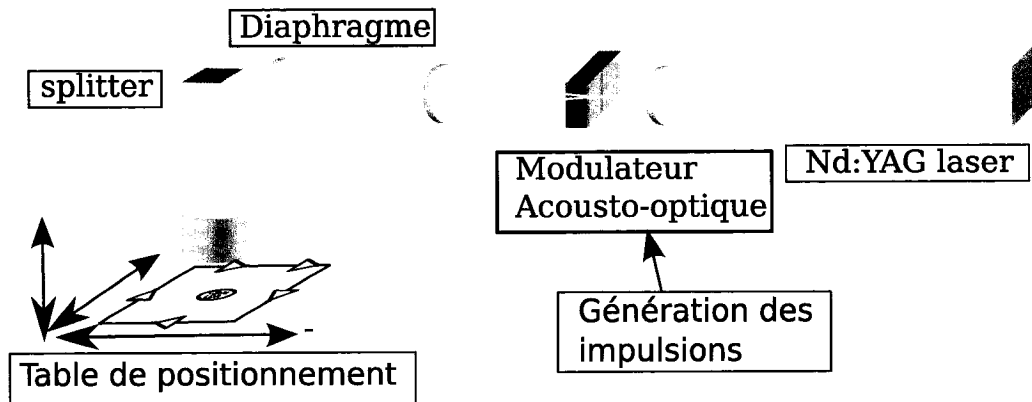 Diaphragme
splitter
Nd:YAG laser
Modulateur
Acousto-optique
Génération des
impulsions
Table de positionnement